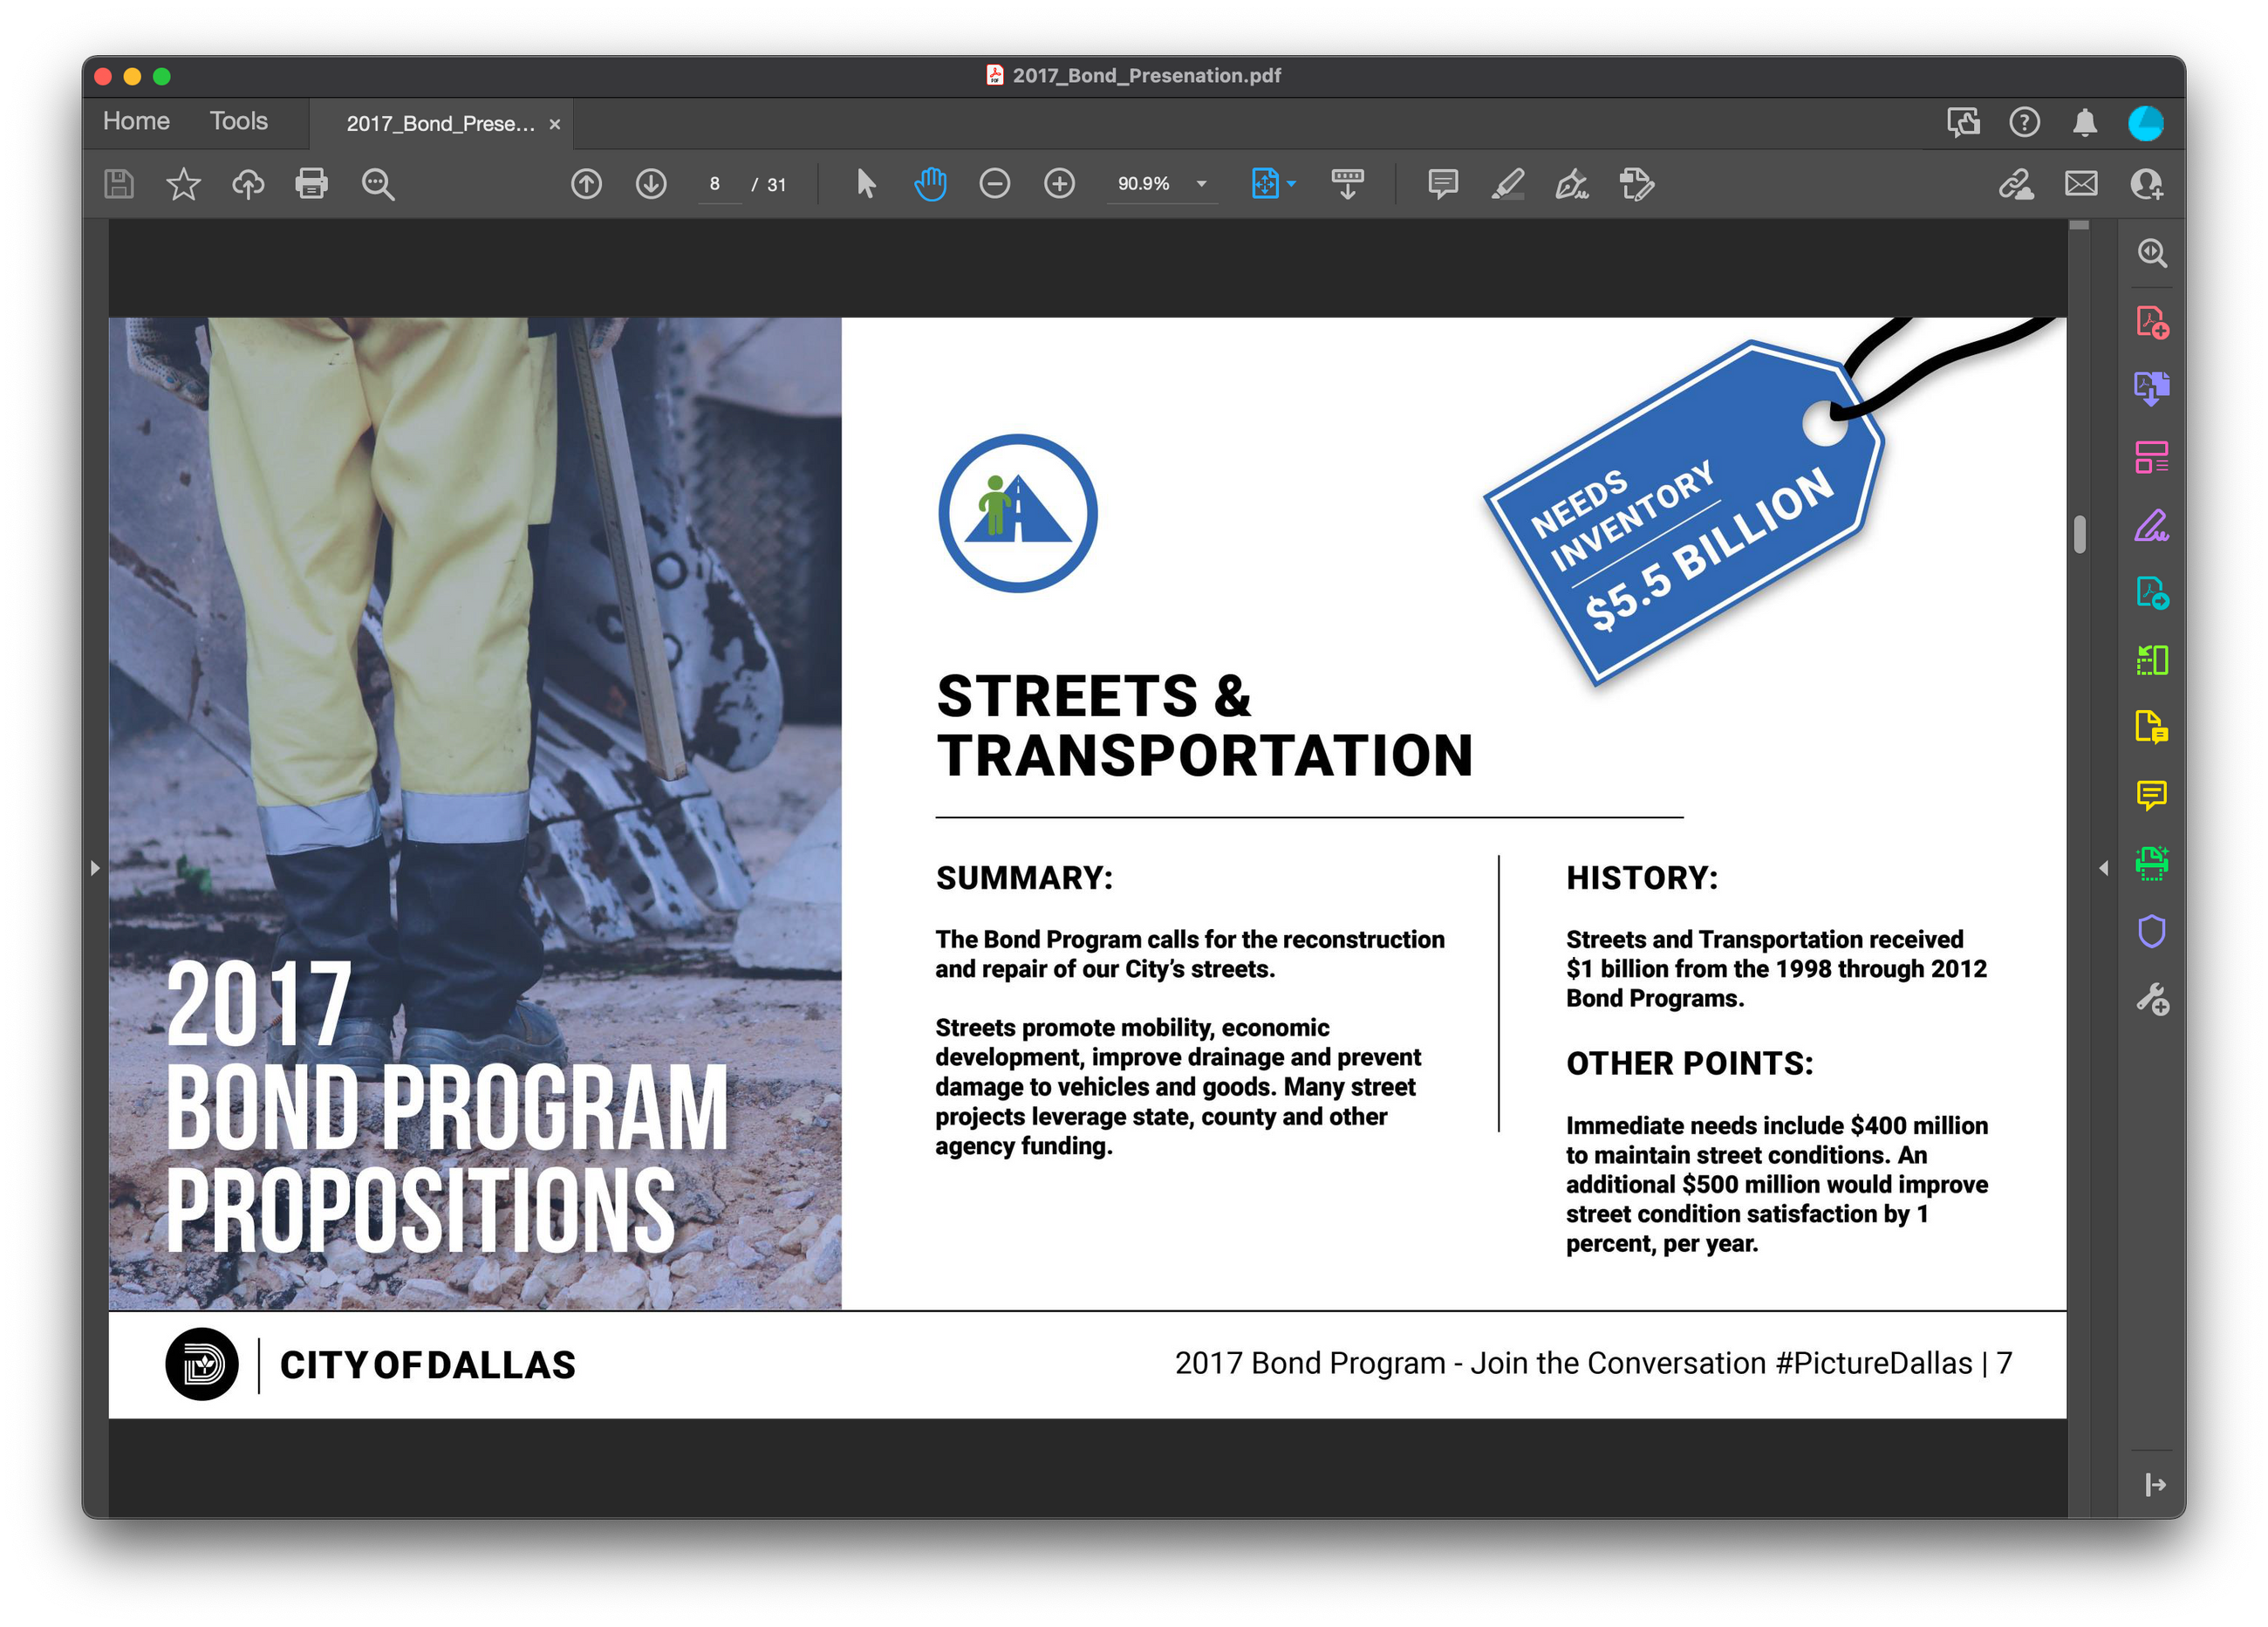 2017_Bond_Presenation.pdf
Home Tools 2017_Bond_Prese... ×
8 / 31 90.9%
NEEDS
INVENTORY
$5.5 BILLION
STREETS &
TRANSPORTATION
SUMMARY:
The Bond Program calls for the reconstruction
and repair of our City’s streets.
Streets promote mobility, economic
development, improve drainage and prevent
damage to vehicles and goods. Many street
projects leverage state, county and other
agency funding.
HISTORY:
Streets and Transportation received
$1 billion from the 1998 through 2012
Bond Programs.
OTHER POINTS:
Immediate needs include $400 million
to maintain street conditions. An
additional $500 million would improve
street condition satisfaction by 1
percent, per year.
2017
BOND PROGRAM
PROPOSITIONS
CITY OF DALLAS
2017 Bond Program - Join the Conversation #PictureDallas | 7